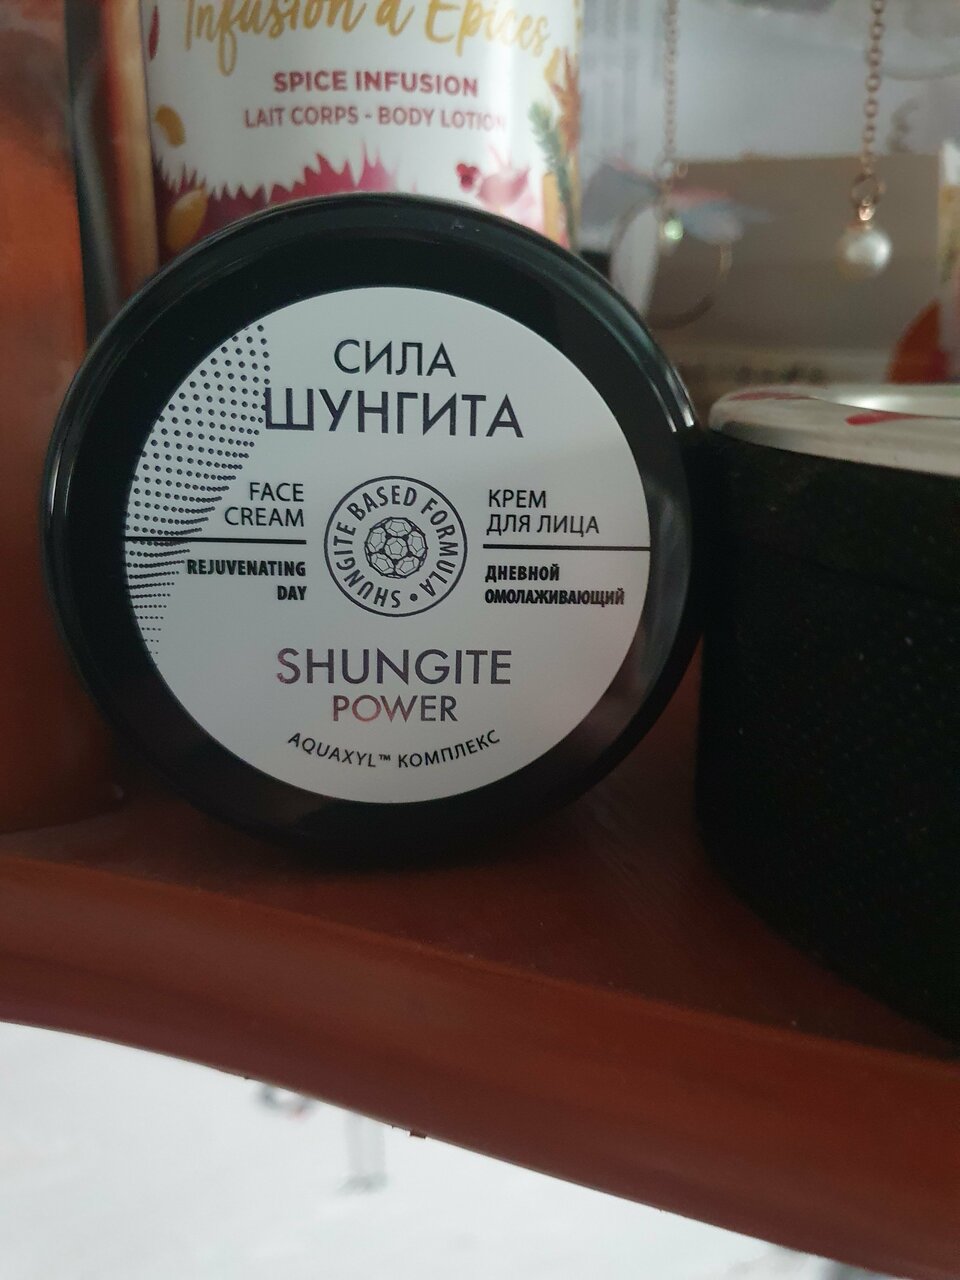 Infusion d'Epices
SPICE INFUSION
LAIT CORPS - BODY LOTION
СИЛА
ШУНГИТА
FACE
CREAM
КРЕМ
ДЛЯ ЛИЦА
SHUNGITE BASED FORMULA •
REJUVENATING
DAY
ДНЕВНОЙ
ОМОЛАЖИВАЮЩИЙ
SHUNGITE
POWER
AQUAXYL™ КОМПЛЕКС